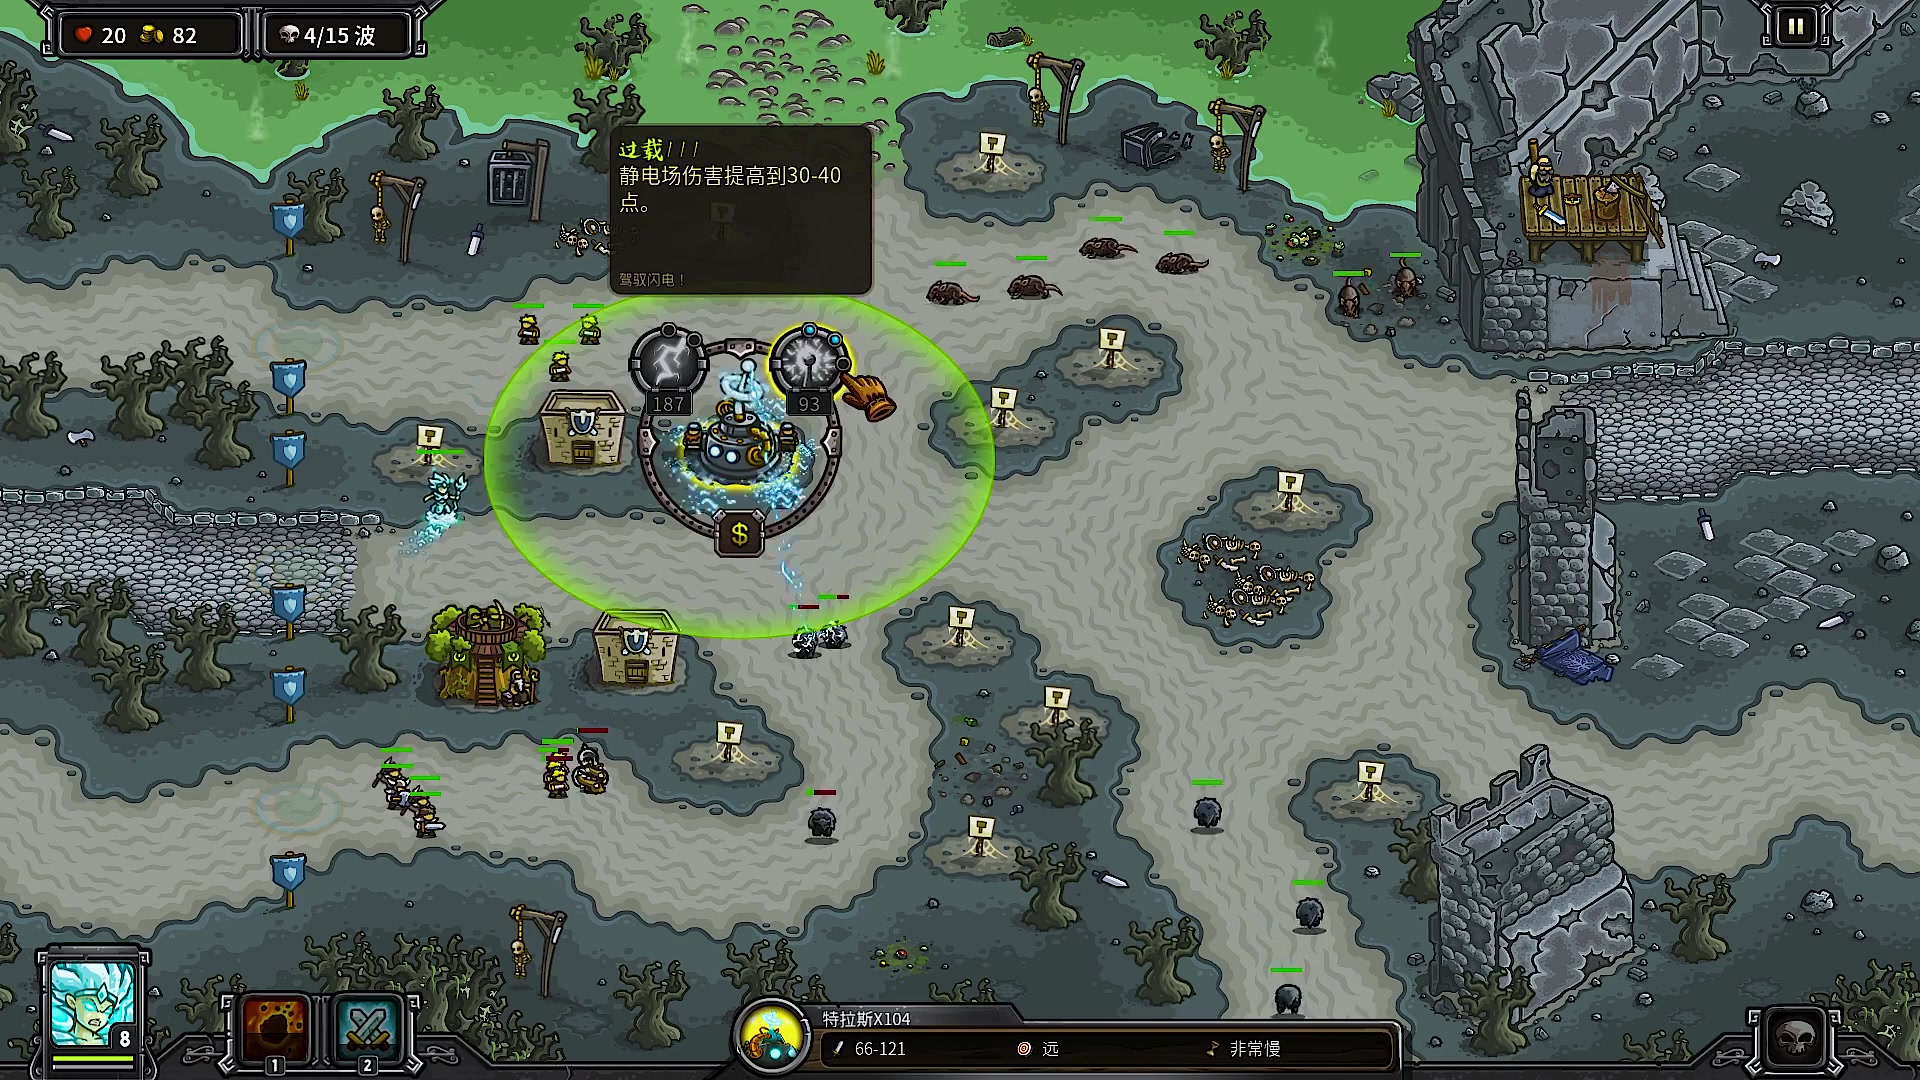 20
82
4/15 波
过载!!!
静电场伤害提高到30-40
点。
驾驭闪电！
187
93
$
8
1
2
特拉斯X104
66-121
远
非常慢